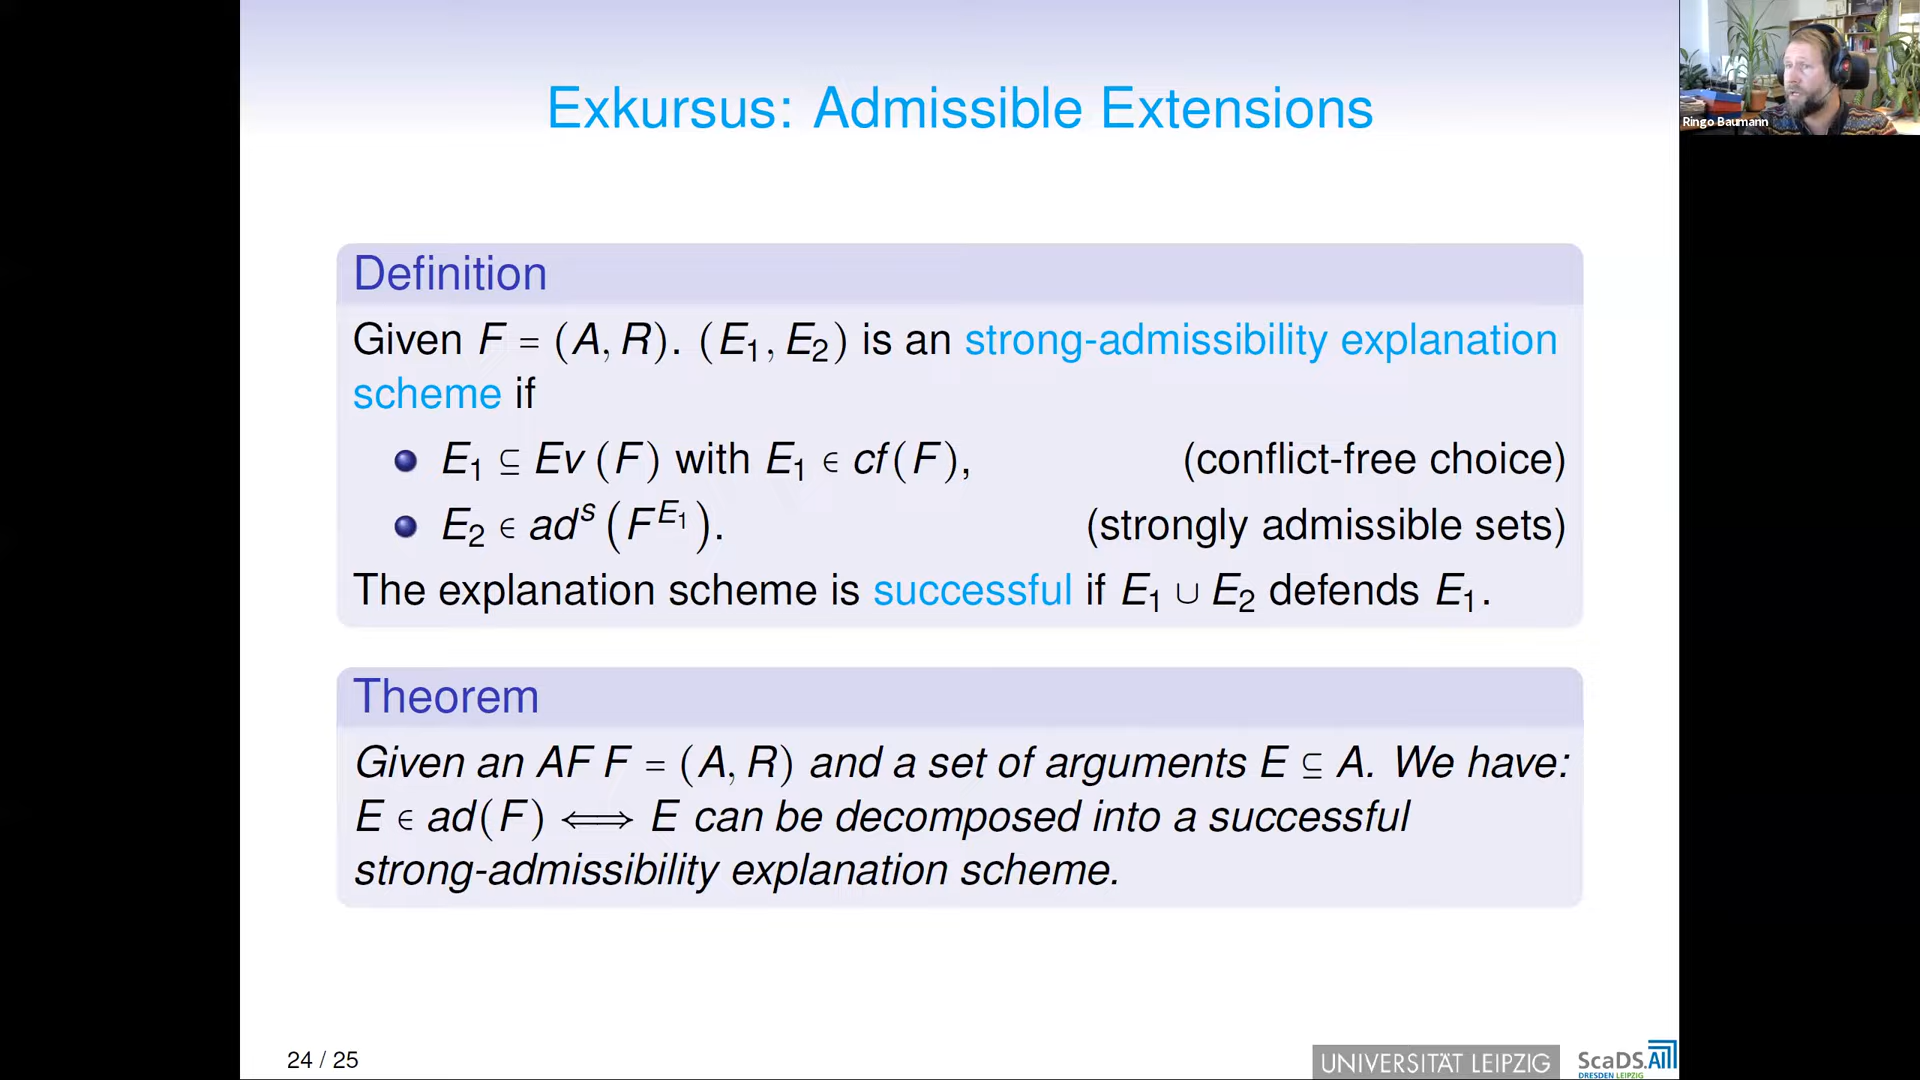 Exkursus: Admissible Extensions
Ringo Baumann
Definition
Given F = (A, R). (E₁, E₂) is an strong-admissibility explanation
scheme if
E₁ ⊆ Ev (F) with E₁ ∈ cf(F), (conflict-free choice)
E₂ ∈ adˢ (F^E₁). (strongly admissible sets)
The explanation scheme is successful if E₁ ∪ E₂ defends E₁.
Theorem
Given an AF F = (A, R) and a set of arguments E ⊆ A. We have:
E ∈ ad(F) ⟺ E can be decomposed into a successful
strong-admissibility explanation scheme.
24 / 25
UNIVERSITÄT LEIPZIG
ScaDS.AI
DRESDEN LEIPZIG